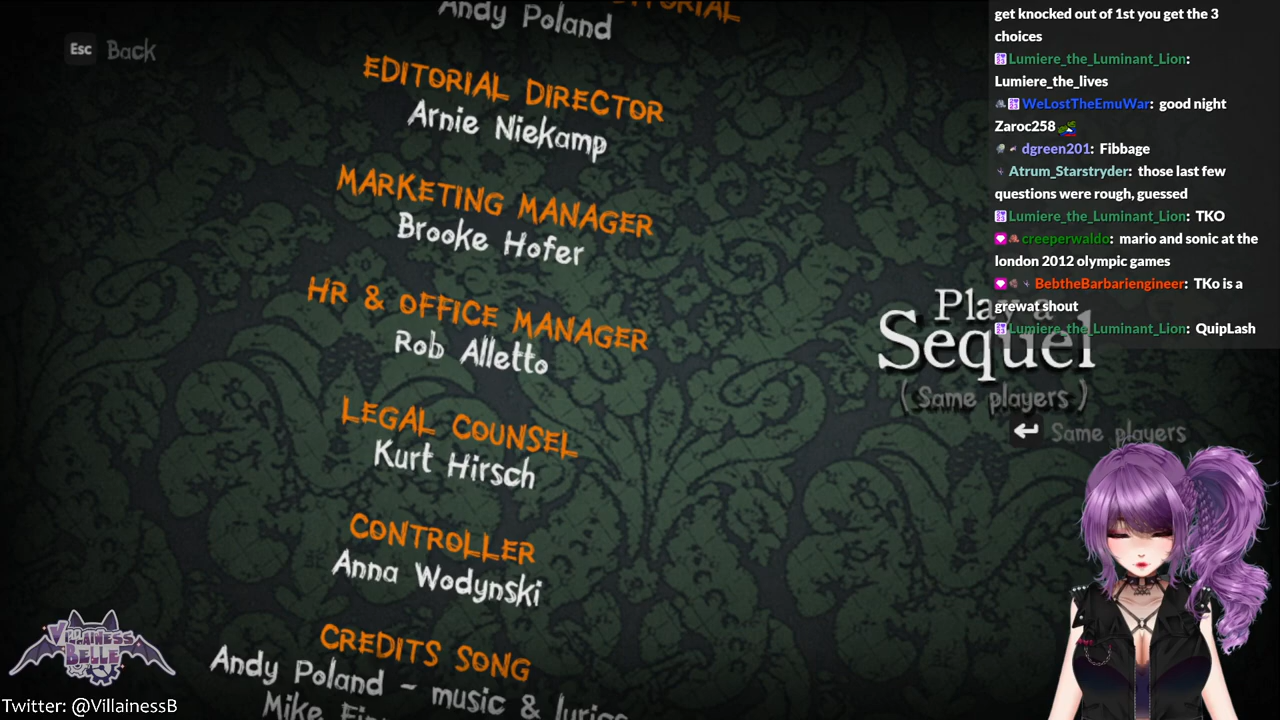 Andy Poland
Esc Back
EDITORIAL DIRECTOR
Arnie Niekamp
MARKETING MANAGER
Brooke Hofer
HR & OFFICE MANAGER
Rob Alletto
LEGAL COUNSEL
Kurt Hirsch
CONTROLLER
Anna Wodynski
CREDITS SONG
Andy Poland - music & lyrics
Mike
Play a
Sequel
( Same players )
Same players
get knocked out of 1st you get the 3
choices
Lumiere_the_Luminant_Lion:
Lumiere_the_lives
WeLostTheEmuWar: good night
Zaroc258
dgreen201: Fibbage
Atrum_Starstryder: those last few
questions were rough, guessed
Lumiere_the_Luminant_Lion: TKO
creeperwaldo: mario and sonic at the
london 2012 olympic games
BebtheBarbariengineer: TKo is a
grewat shout
Lumiere_the_Luminant_Lion: QuipLash
VILLAINESS
BELLE
Twitter: @VillainessB